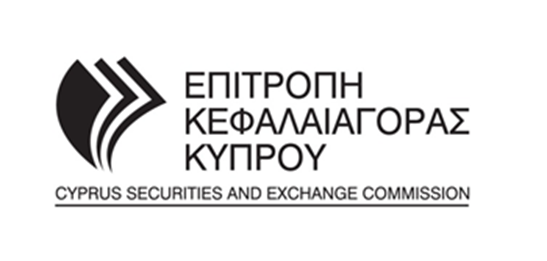 ΕΠΙΤΡΟΠΗ
ΚΕΦΑΛΑΙΑΓΟΡΑΣ
ΚΥΠΡΟΥ
CYPRUS SECURITIES AND EXCHANGE COMMISSION